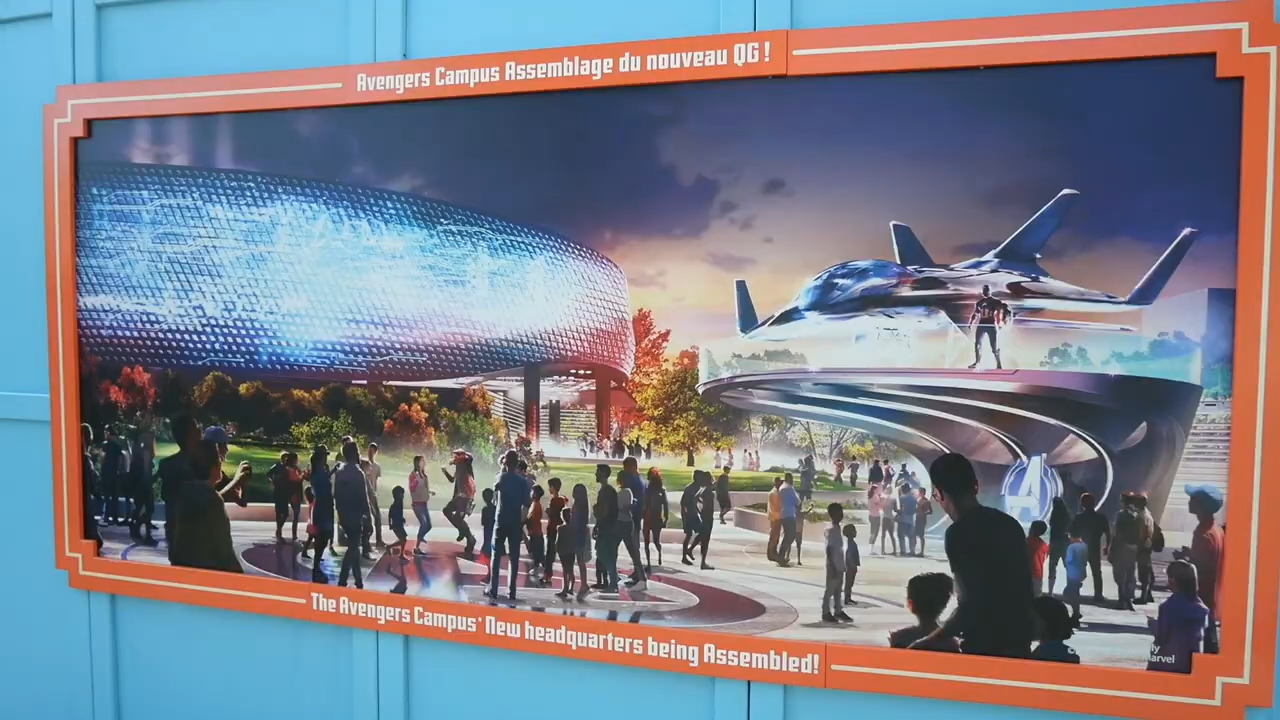 Avengers Campus Assemblage du nouveau QG !
The Avengers Campus' New headquarters being Assembled!